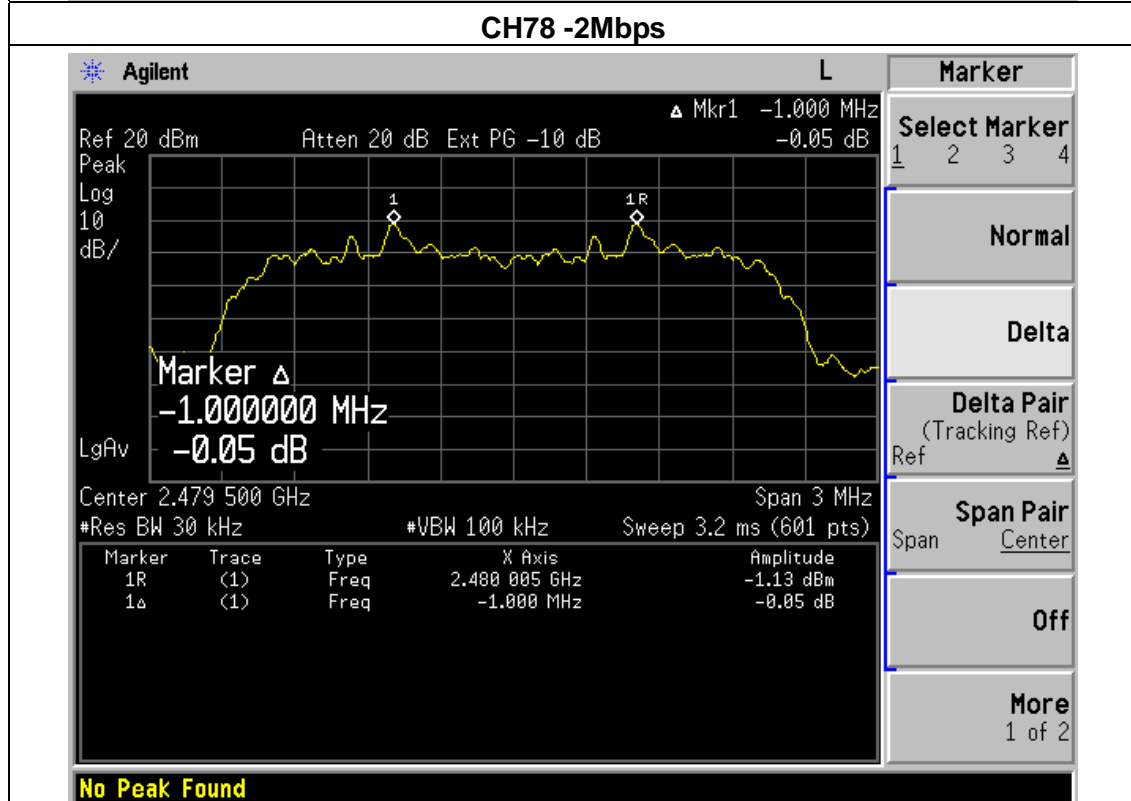 CH78 -2Mbps
Agilent L Marker
Δ Mkr1 -1.000 MHz
Ref 20 dBm Atten 20 dB Ext PG -10 dB -0.05 dB
Peak
Log
10
dB/
1 1R
Marker Δ
-1.000000 MHz
-0.05 dB
LgAv
Center 2.479 500 GHz Span 3 MHz
#Res BW 30 kHz #VBW 100 kHz Sweep 3.2 ms (601 pts)
Marker Trace Type X Axis Amplitude
1R (1) Freq 2.480 005 GHz -1.13 dBm
1Δ (1) Freq -1.000 MHz -0.05 dB
No Peak Found
Select Marker
1 2 3 4
Normal
Delta
Delta Pair
(Tracking Ref)
Ref Δ
Span Pair
Span Center
Off
More
1 of 2